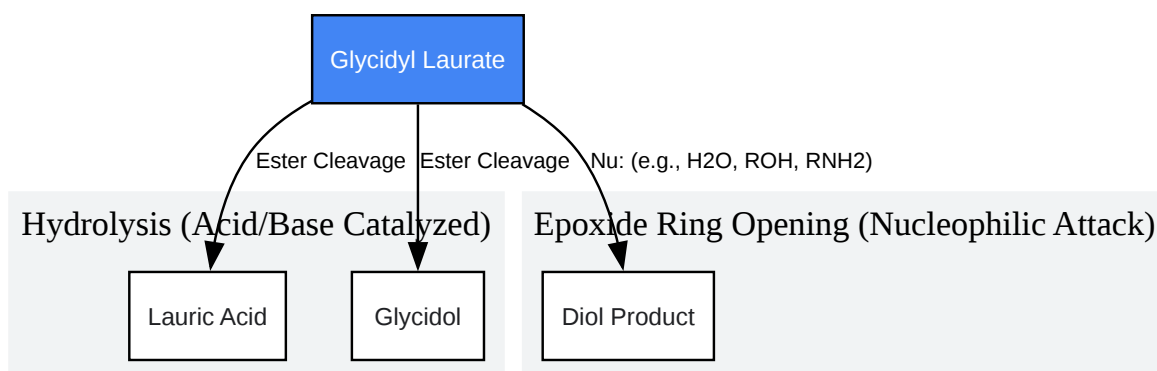 Glycidyl Laurate
Ester Cleavage
Ester Cleavage
Nu: (e.g., H2O, ROH, RNH2)
Hydrolysis (Acid/Base Catalyzed)
Epoxide Ring Opening (Nucleophilic Attack)
Lauric Acid
Glycidol
Diol Product